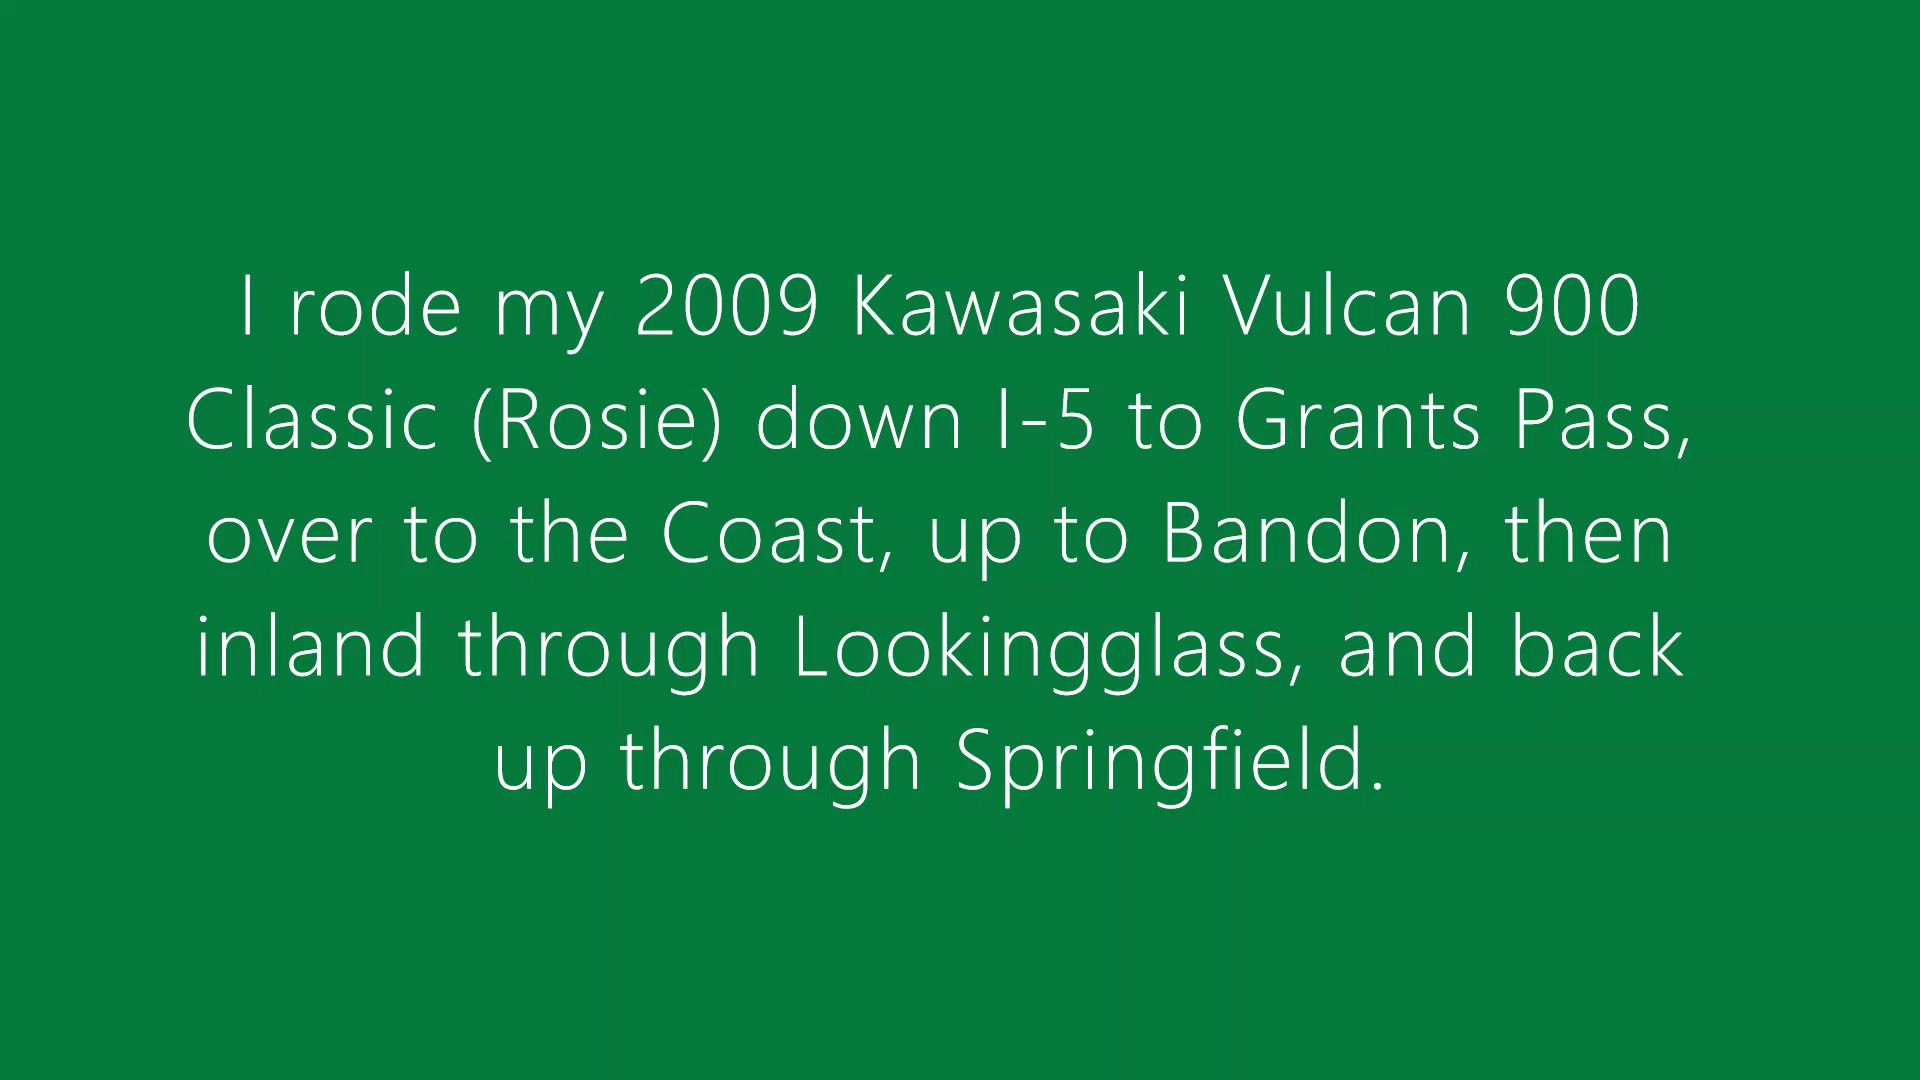 I rode my 2009 Kawasaki Vulcan 900
Classic (Rosie) down I-5 to Grants Pass,
over to the Coast, up to Bandon, then
inland through Lookingglass, and back
up through Springfield.